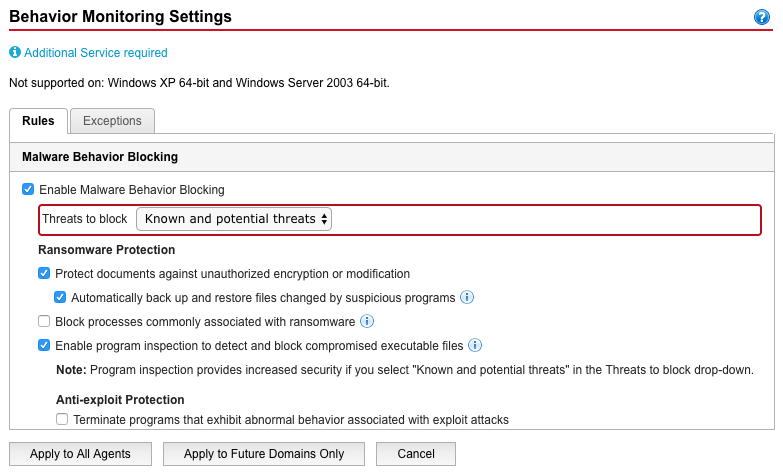 Behavior Monitoring Settings
Additional Service required
Not supported on: Windows XP 64-bit and Windows Server 2003 64-bit.
Rules
Exceptions
Malware Behavior Blocking
Enable Malware Behavior Blocking
Threats to block Known and potential threats
Ransomware Protection
Protect documents against unauthorized encryption or modification
Automatically back up and restore files changed by suspicious programs
Block processes commonly associated with ransomware
Enable program inspection to detect and block compromised executable files
Note: Program inspection provides increased security if you select "Known and potential threats" in the Threats to block drop-down.
Anti-exploit Protection
Terminate programs that exhibit abnormal behavior associated with exploit attacks
Apply to All Agents
Apply to Future Domains Only
Cancel